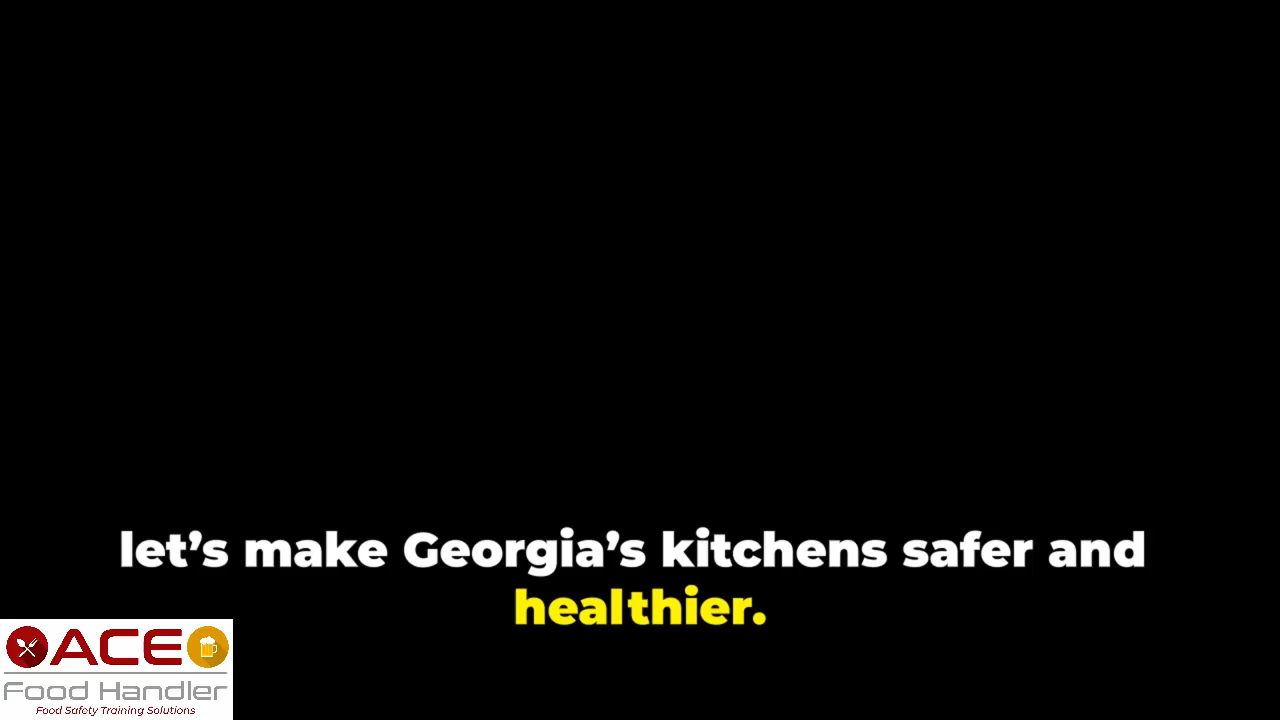 let’s make Georgia’s kitchens safer and
healthier.
ACE
Food Handler
Food Safety Training Solutions